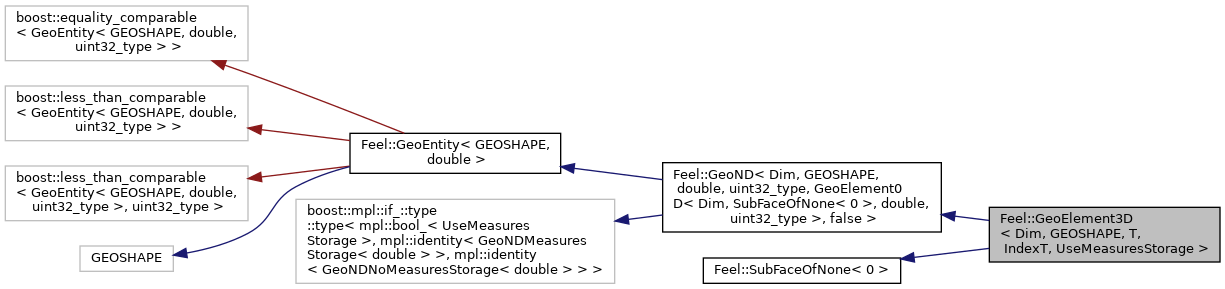 boost::equality_comparable
< GeoEntity< GEOSHAPE, double,
uint32_type > >
boost::less_than_comparable
< GeoEntity< GEOSHAPE, double,
uint32_type > >
boost::less_than_comparable
< GeoEntity< GEOSHAPE, double,
uint32_type >, uint32_type >
GEOSHAPE
Feel::GeoEntity< GEOSHAPE,
double >
boost::mpl::if_::type
::type< mpl::bool_< UseMeasures
Storage >, mpl::identity< GeoNDMeasures
Storage< double > >, mpl::identity
< GeoNDNoMeasuresStorage< double > > >
Feel::GeoND< Dim, GEOSHAPE,
double, uint32_type, GeoElement0
D< Dim, SubFaceOfNone< 0 >, double,
uint32_type >, false >
Feel::SubFaceOfNone< 0 >
Feel::GeoElement3D
< Dim, GEOSHAPE, T,
IndexT, UseMeasuresStorage >